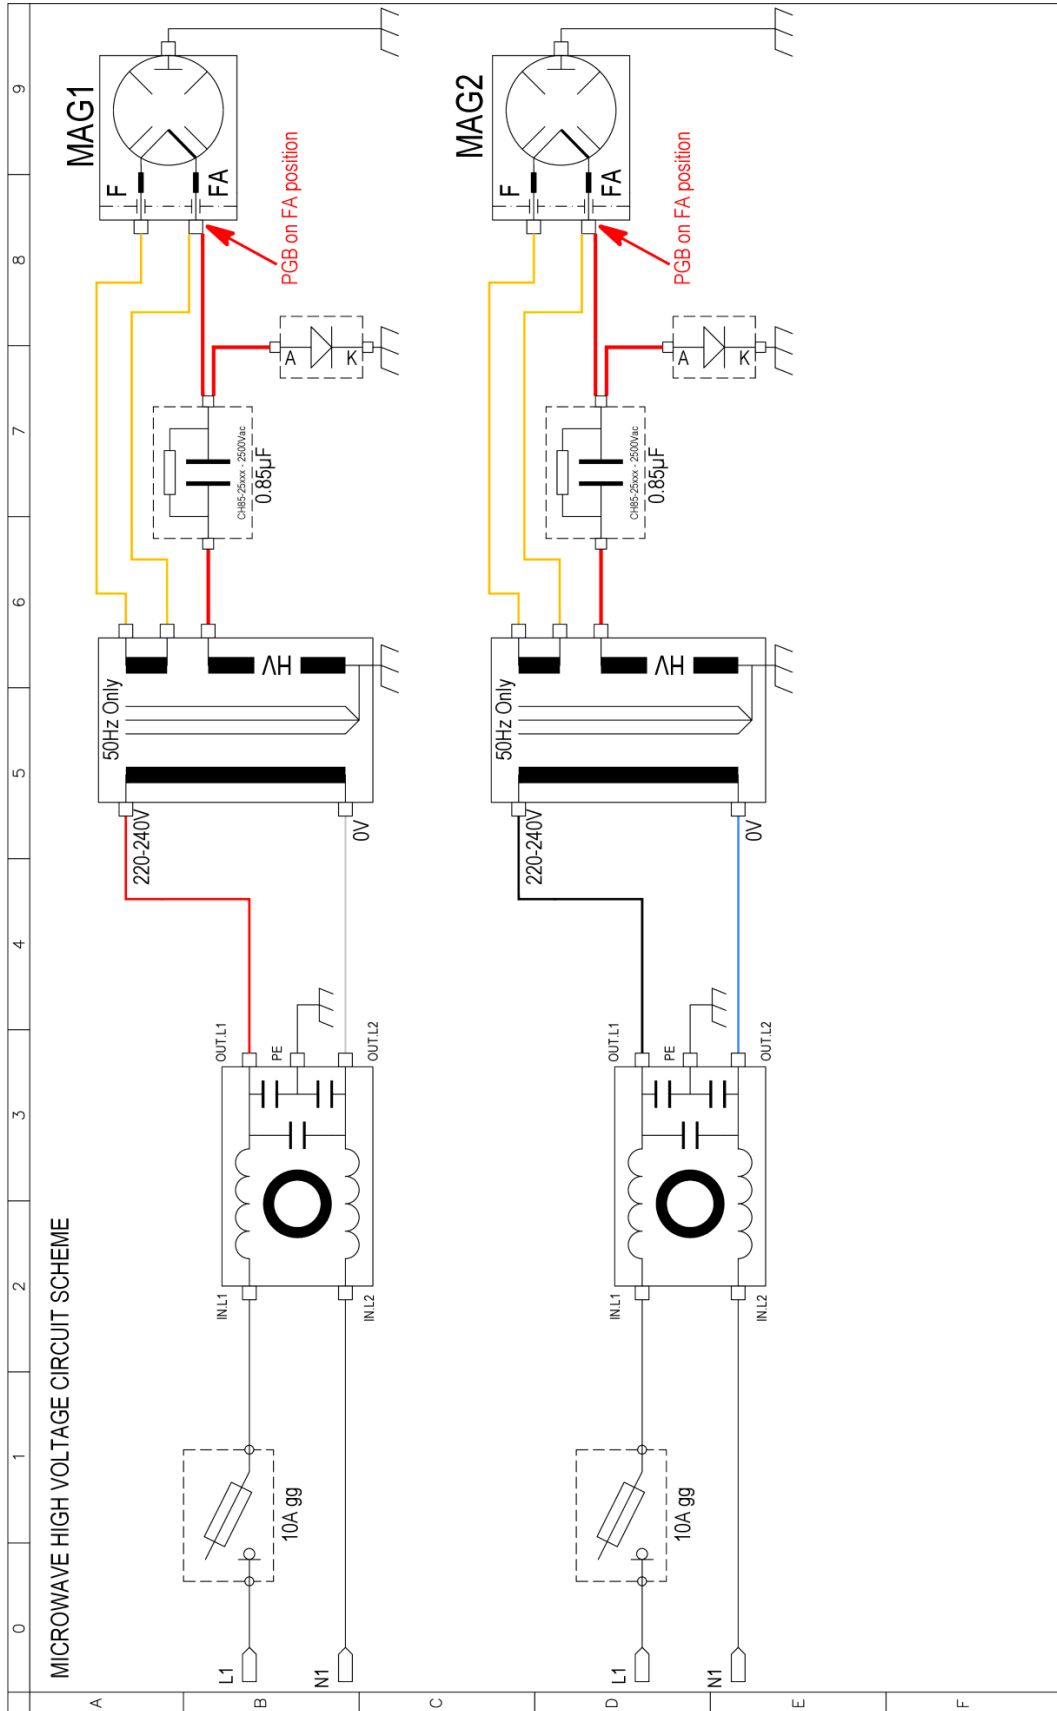 MICROWAVE HIGH VOLTAGE CIRCUIT SCHEME
0
1
2
3
4
5
6
7
8
9
A
B
C
D
E
F
L1
N1
10A gg
IN.L1
IN.L2
OUT.L1
PE
OUT.L2
220-240V
0V
50Hz Only
HV
CH85-25xxx - 2500Vac
0.85µF
A
K
PGB on FA position
F
FA
MAG1
L1
N1
10A gg
IN.L1
IN.L2
OUT.L1
PE
OUT.L2
220-240V
0V
50Hz Only
HV
CH85-25xxx - 2500Vac
0.85µF
A
K
PGB on FA position
F
FA
MAG2